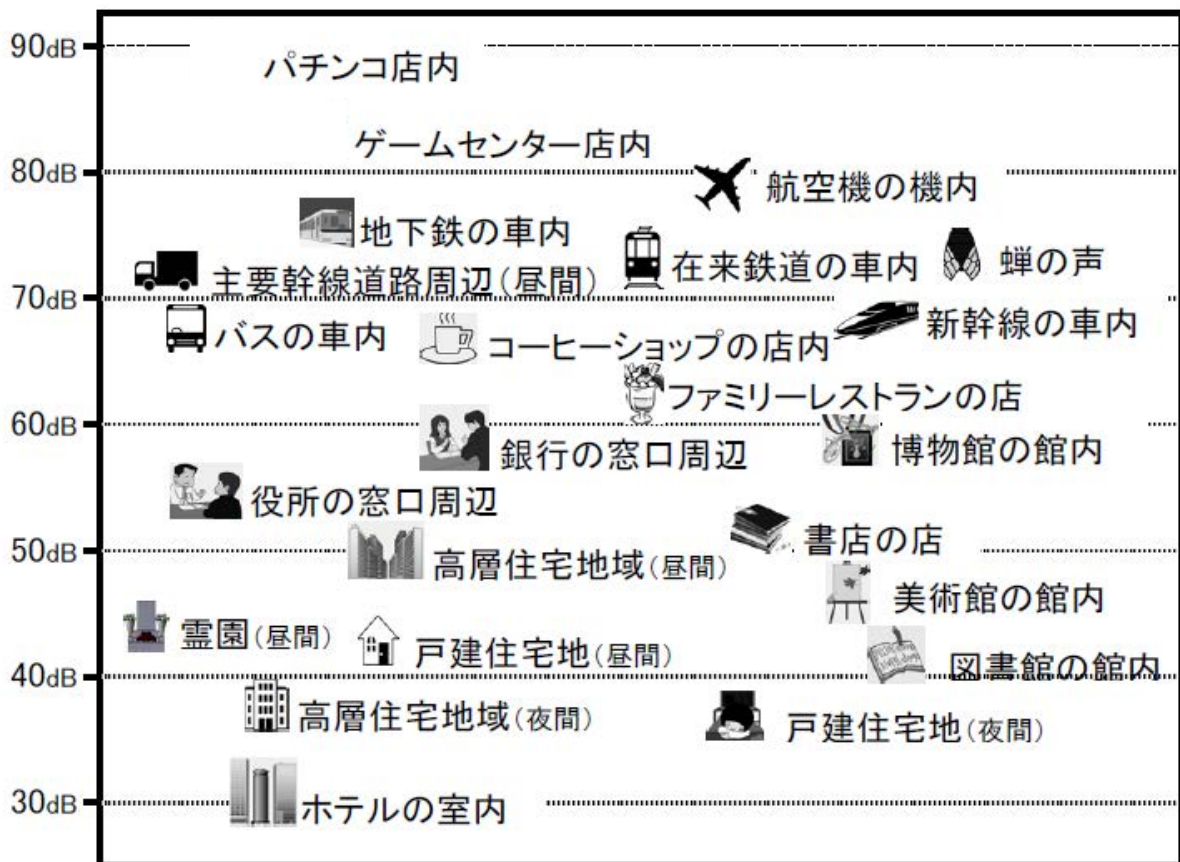 90dB
パチンコ店内
ゲームセンター店内
80dB
航空機の機内
地下鉄の車内
在来鉄道の車内
蝉の声
主要幹線道路周辺(昼間)
70dB
新幹線の車内
バスの車内
コーヒーショップの店内
ファミリーレストランの店
60dB
銀行の窓口周辺
博物館の館内
役所の窓口周辺
書店の店
50dB
高層住宅地域(昼間)
美術館の館内
霊園(昼間)
戸建住宅地(昼間)
図書館の館内
40dB
高層住宅地域(夜間)
戸建住宅地(夜間)
30dB
ホテルの室内